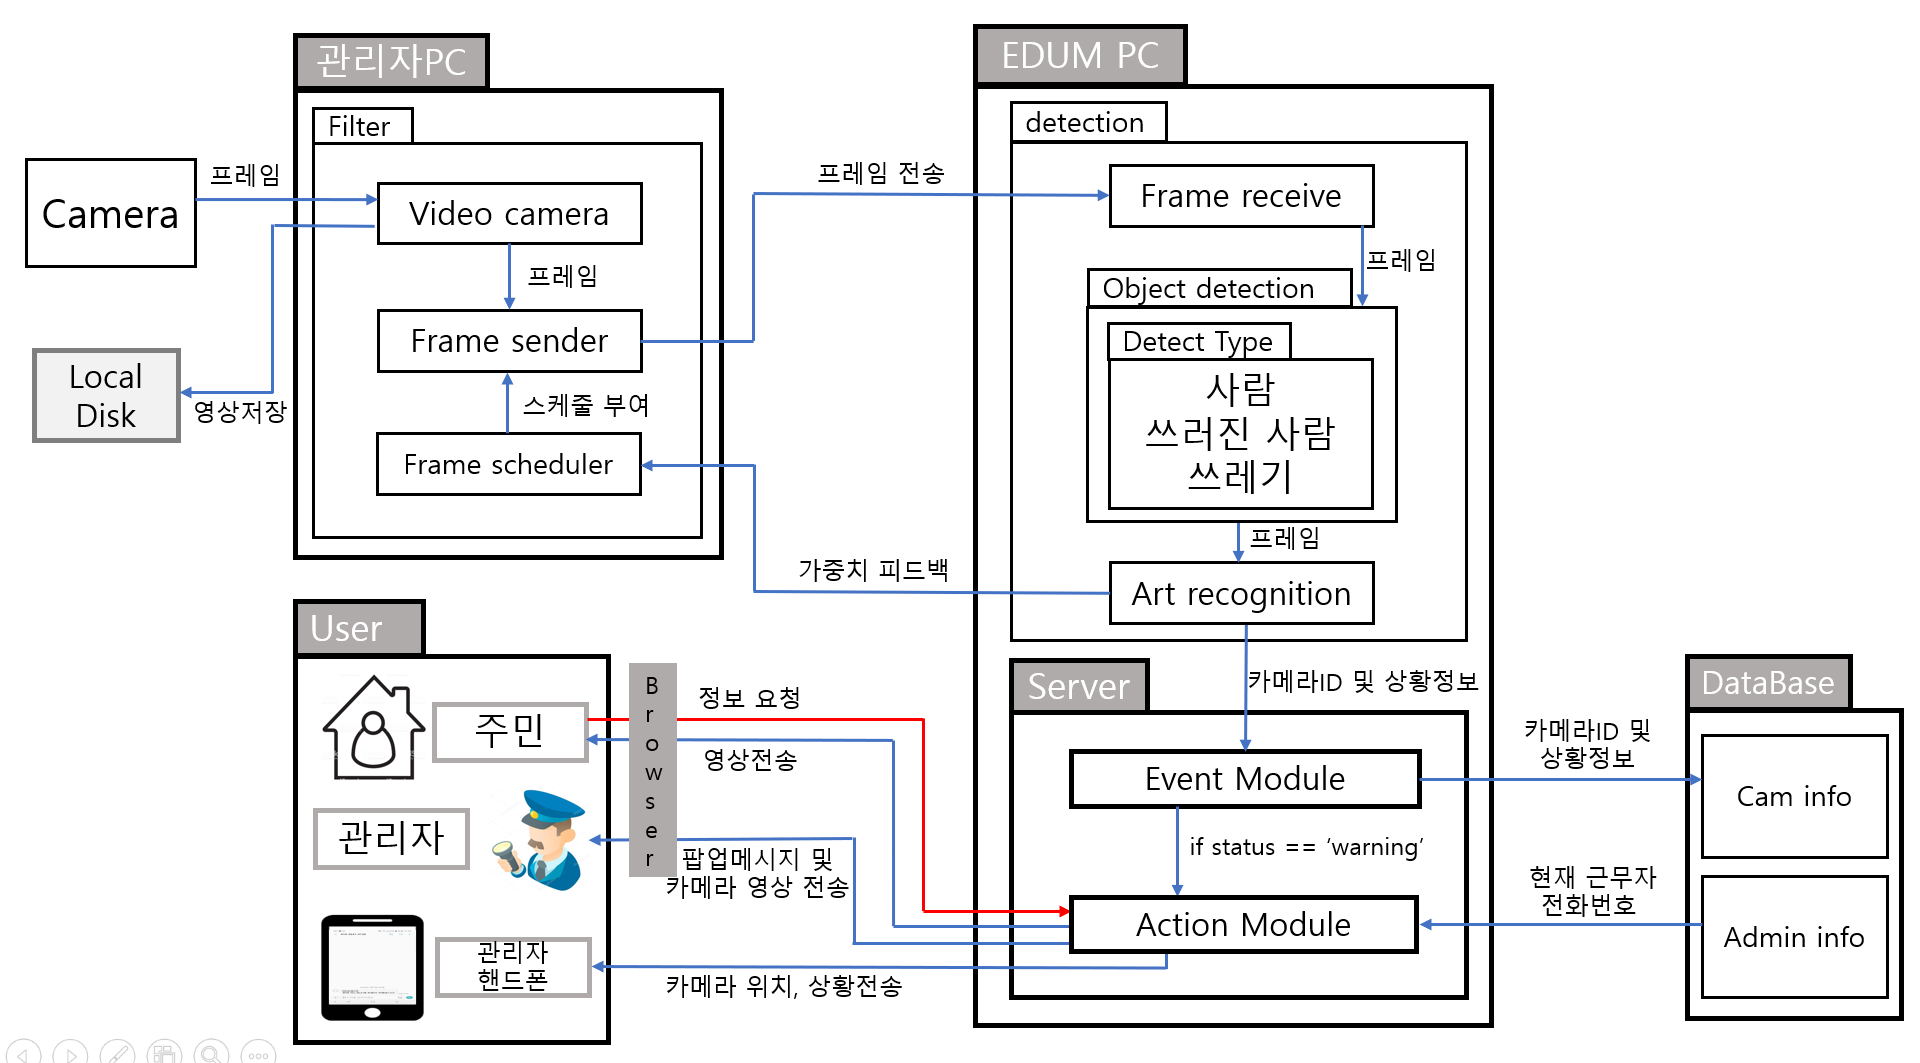 관리자PC
Filter
Camera
프레임
Video camera
프레임
Frame sender
Local
Disk
영상저장
스케줄 부여
Frame scheduler
프레임 전송
가중치 피드백
EDUM PC
detection
Frame receive
프레임
Object detection
Detect Type
사람
쓰러진 사람
쓰레기
프레임
Art recognition
카메라ID 및 상황정보
Server
Event Module
if status == ‘warning’
Action Module
User
주민
관리자
관리자
핸드폰
Browser
정보 요청
영상전송
팝업메시지 및
카메라 영상 전송
카메라 위치, 상황전송
DataBase
카메라ID 및
상황정보
Cam info
현재 근무자
전화번호
Admin info